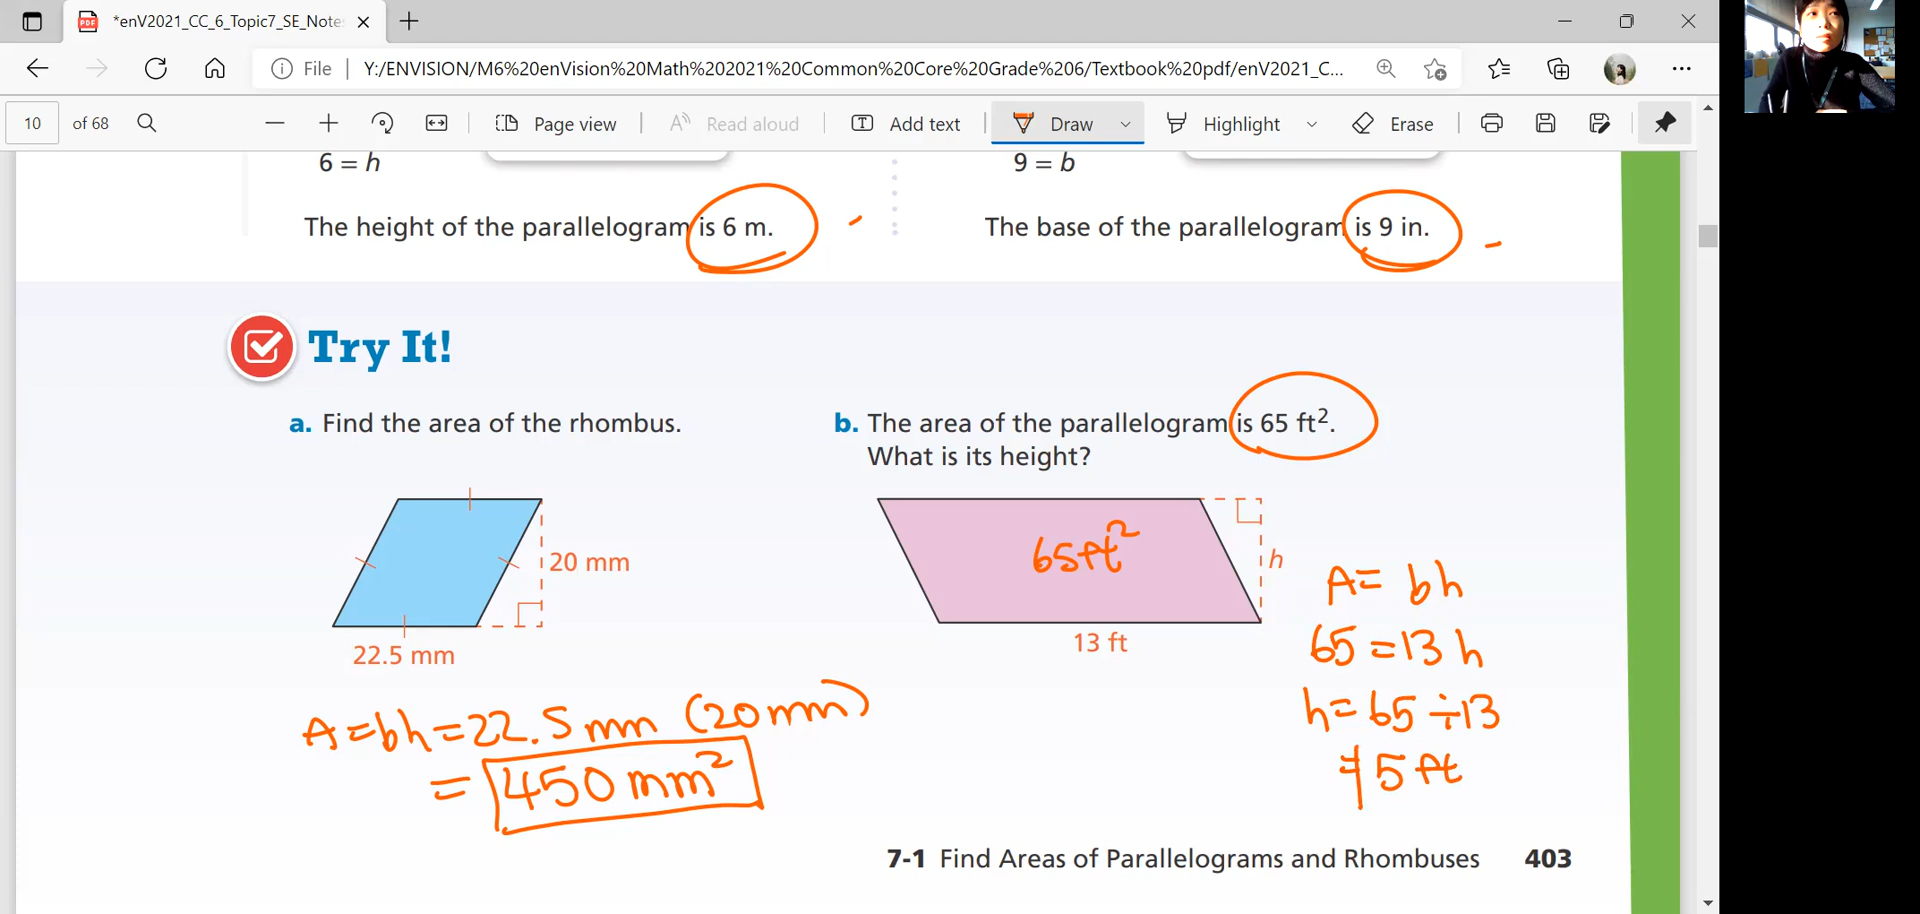 *enV2021_CC_6_Topic7_SE_Note
File
Y:/ENVISION/M6%20enVision%20Math%202021%20Common%20Core%20Grade%206/Textbook%20pdf/enV2021_C...
10 of 68
Page view
Read aloud
Add text
Draw
Highlight
Erase
6 = h
9 = b
The height of the parallelogram is 6 m.
The base of the parallelogram is 9 in.
Try It!
a. Find the area of the rhombus.
b. The area of the parallelogram is 65 ft².
What is its height?
20 mm
22.5 mm
65ft²
h
13 ft
A = bh
65 = 13 h
h = 65 ÷ 13
= 5 ft
A = bh = 22.5 mm (20 mm)
= 450 mm²
7-1 Find Areas of Parallelograms and Rhombuses 403